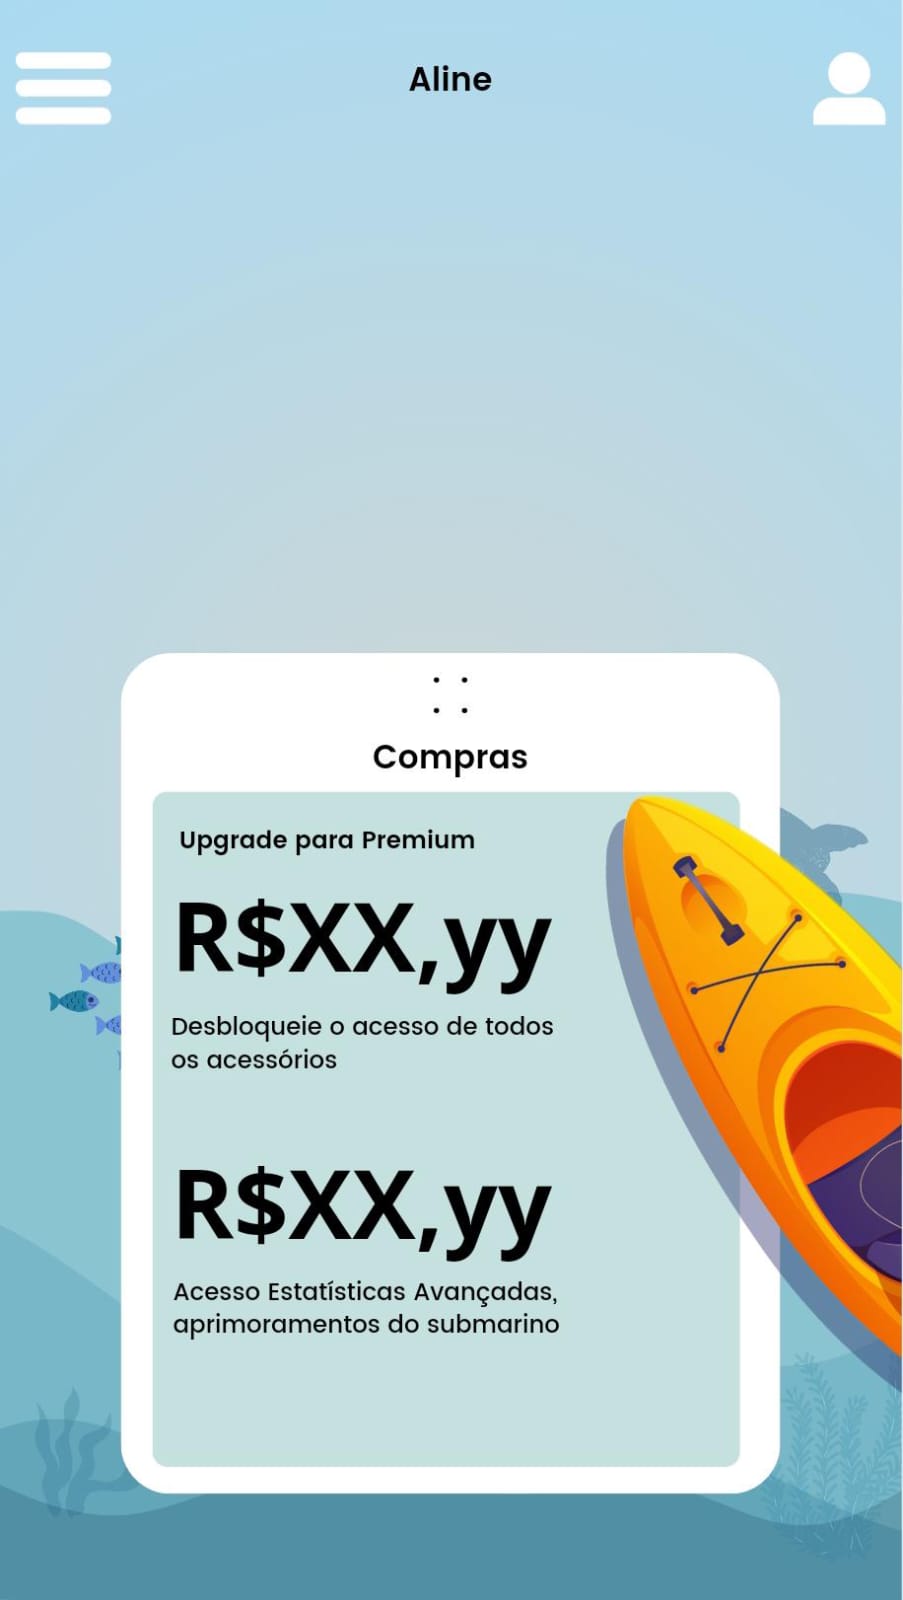 Aline
Compras
Upgrade para Premium
R$XX,yy
Desbloqueie o acesso de todos
os acessórios
R$XX,yy
Acesso Estatísticas Avançadas,
aprimoramentos do submarino